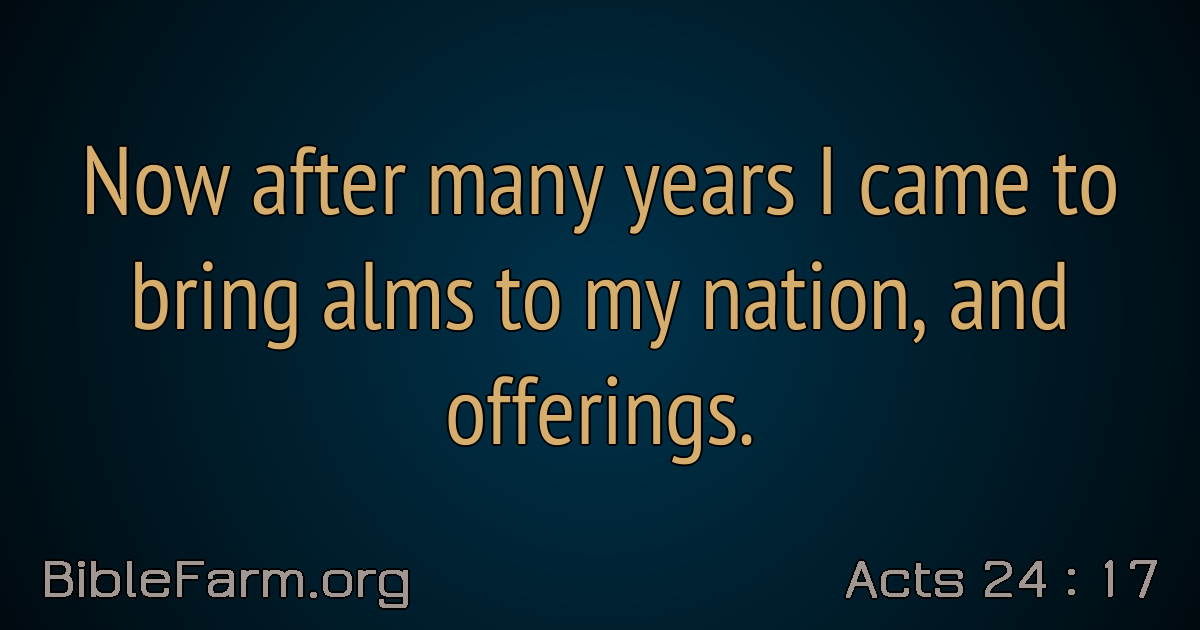 Now after many years I came to
bring alms to my nation, and
offerings.
BibleFarm.org
Acts 24 : 17